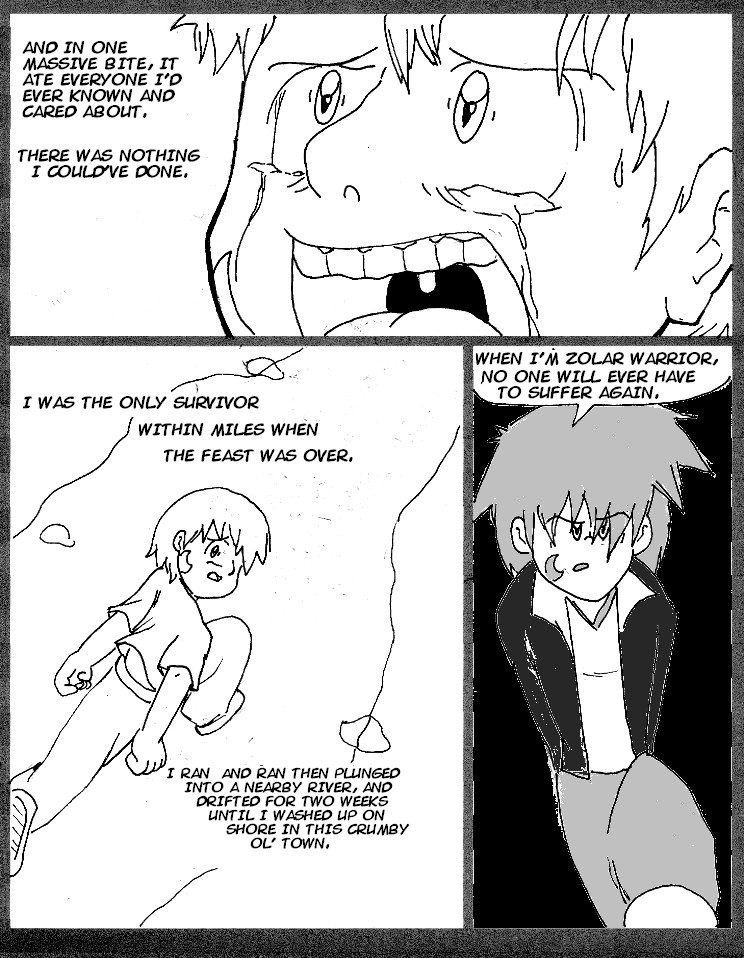 AND IN ONE
MASSIVE BITE, IT
ATE EVERYONE I'D
EVER KNOWN AND
CARED ABOUT.
THERE WAS NOTHING
I COULD'VE DONE.
I WAS THE ONLY SURVIVOR
WITHIN MILES WHEN
THE FEAST WAS OVER.
I RAN AND RAN THEN PLUNGED
INTO A NEARBY RIVER, AND
DRIFTED FOR TWO WEEKS
UNTIL I WASHED UP ON
SHORE IN THIS CRUMBY
OL' TOWN.
WHEN I'M ZOLAR WARRIOR,
NO ONE WILL EVER HAVE
TO SUFFER AGAIN.